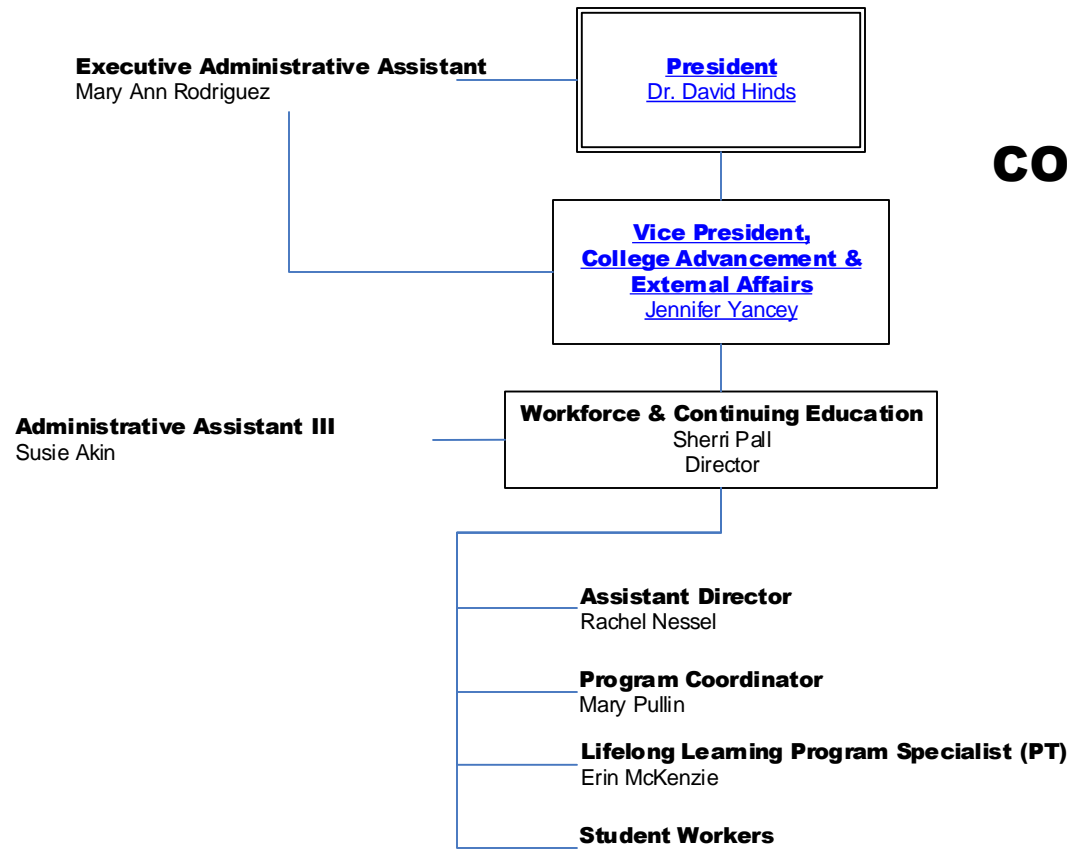 Executive Administrative Assistant
Mary Ann Rodriguez
President
Dr. David Hinds
CO
Vice President,
College Advancement &
External Affairs
Jennifer Yancey
Administrative Assistant III
Susie Akin
Workforce & Continuing Education
Sherri Pall
Director
Assistant Director
Rachel Nessel
Program Coordinator
Mary Pullin
Lifelong Learning Program Specialist (PT)
Erin McKenzie
Student Workers